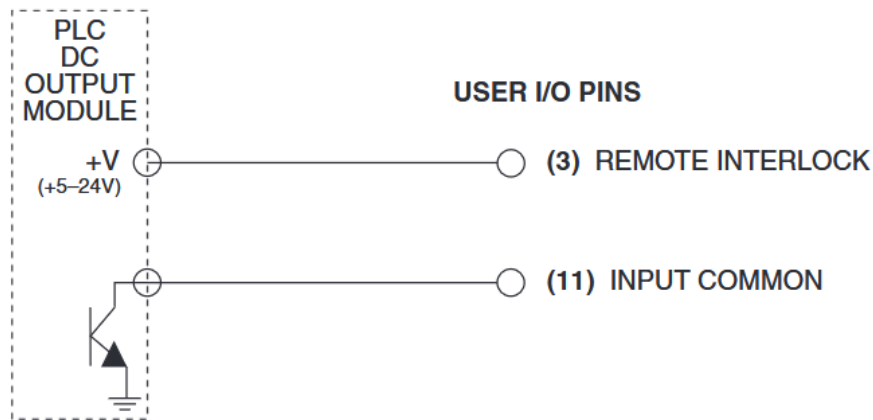 PLC
DC
OUTPUT
MODULE
USER I/O PINS
+V
(+5–24V)
(3) REMOTE INTERLOCK
(11) INPUT COMMON